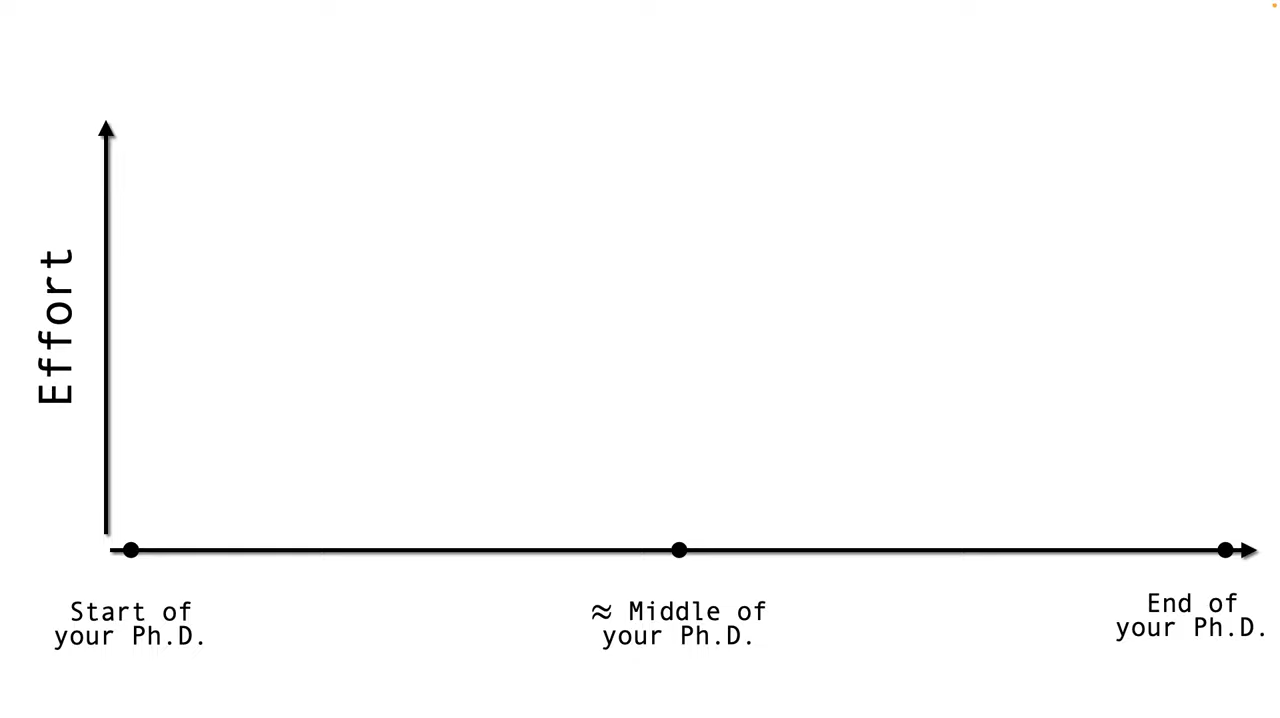 Effort
Start of
your Ph.D.
≈ Middle of
your Ph.D.
End of
your Ph.D.